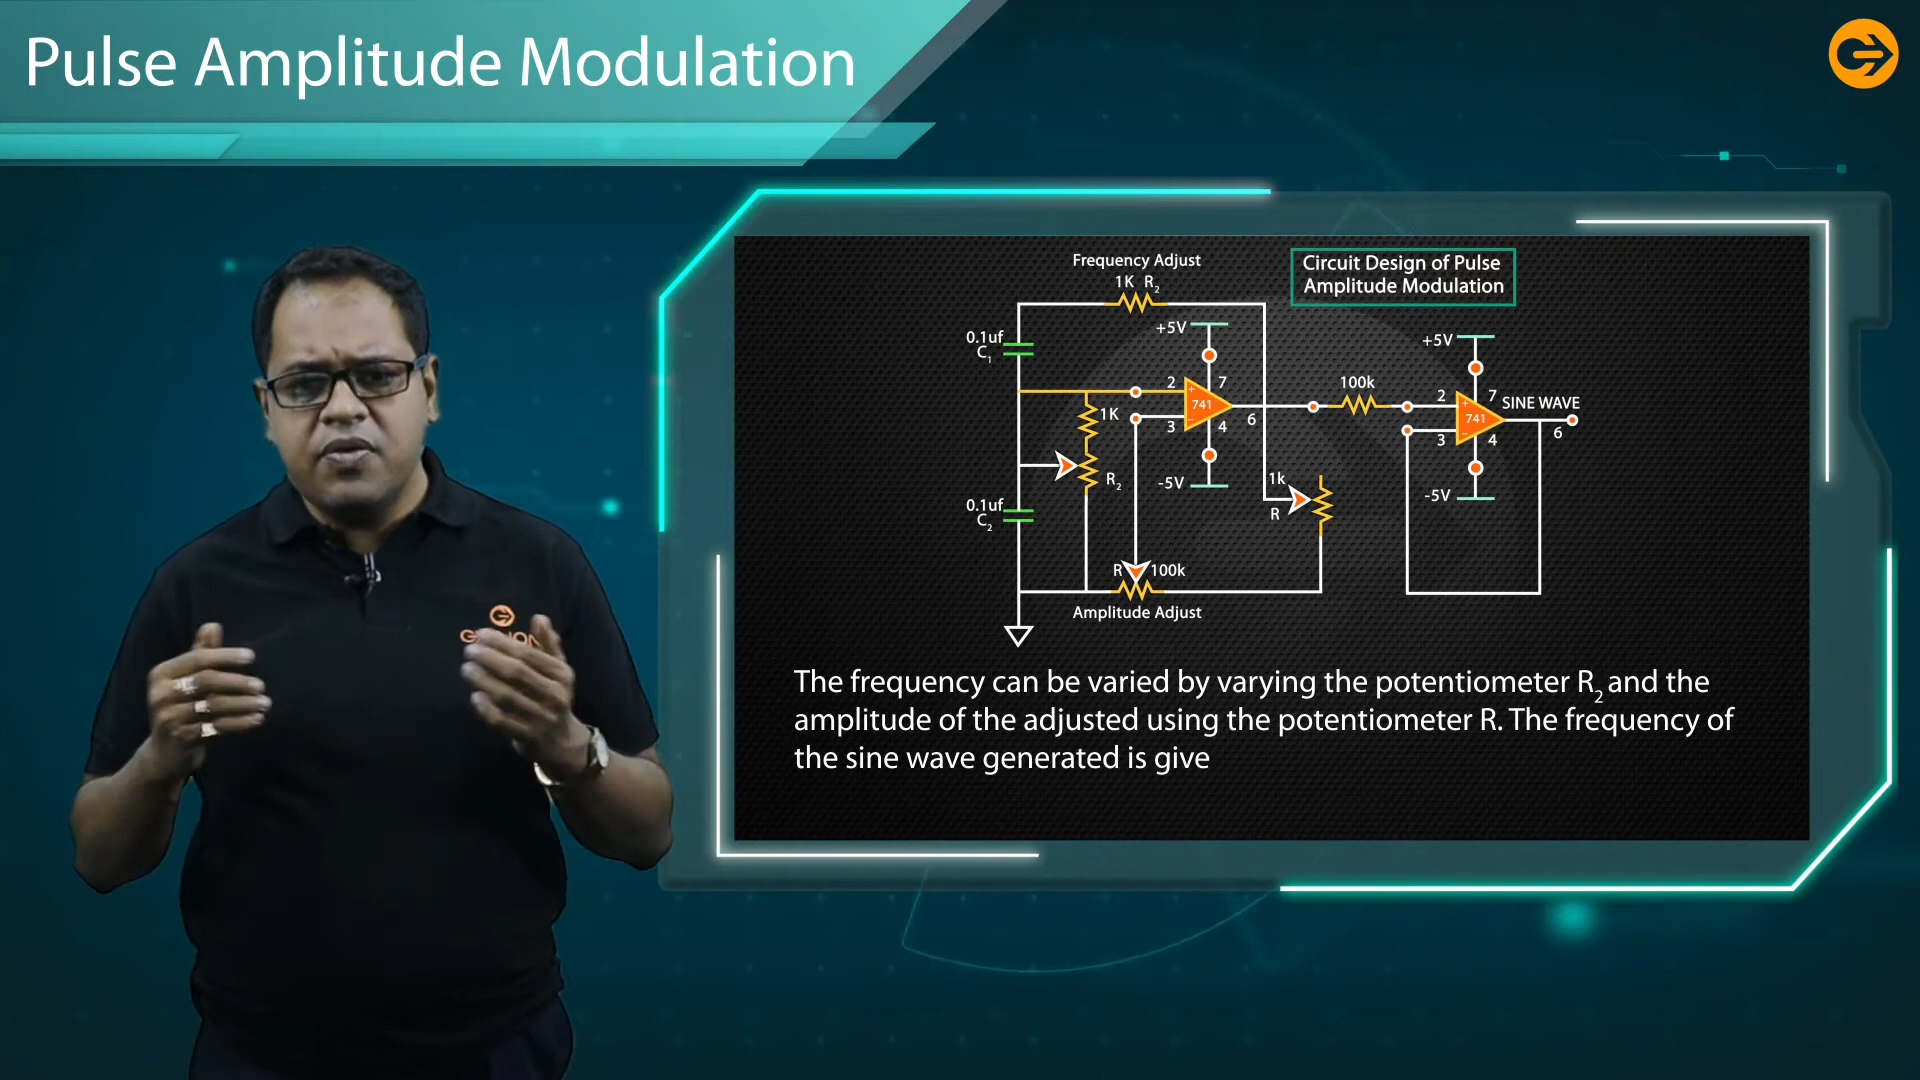 Pulse Amplitude Modulation
Circuit Design of Pulse
Amplitude Modulation
Frequency Adjust
1K R2
+5V
+5V
0.1uf
C1
2
7
741
+
−
6
3
4
1K
R2
-5V
100k
2
7
SINE WAVE
741
+
−
3
4
6
-5V
1k
R
0.1uf
C2
R
100k
Amplitude Adjust
The frequency can be varied by varying the potentiometer R2 and the
amplitude of the adjusted using the potentiometer R. The frequency of
the sine wave generated is give